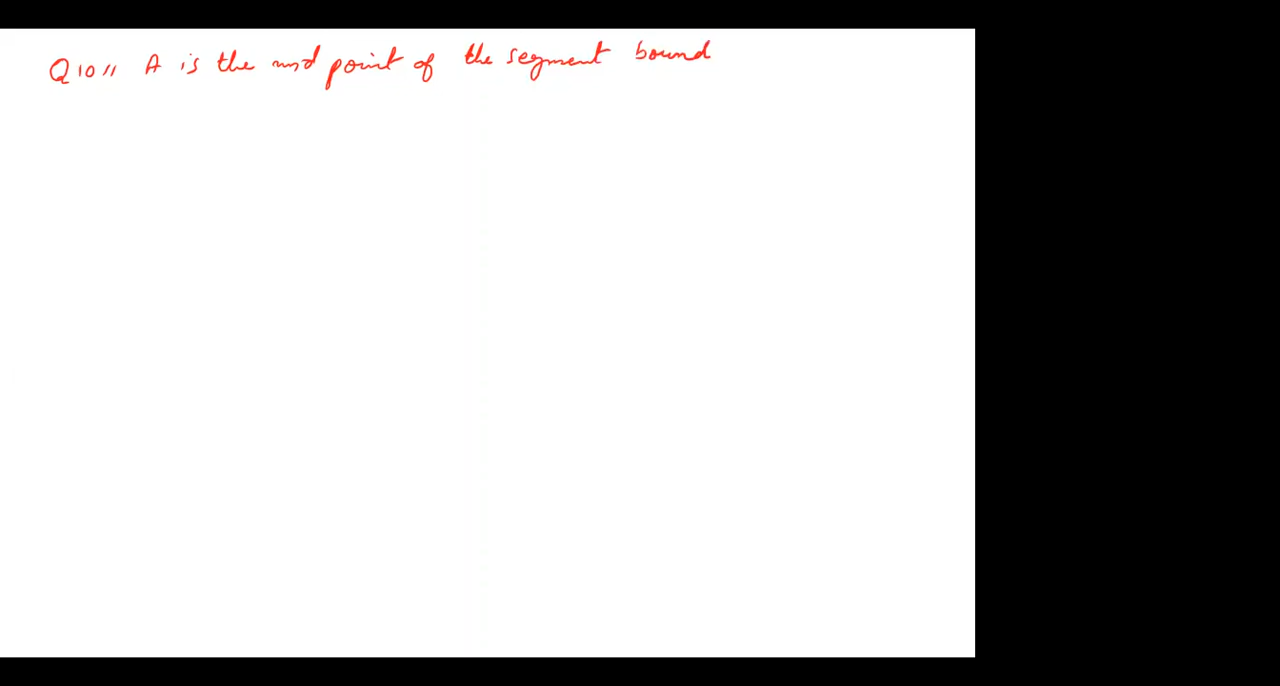 Q10// A is the mid point of the segment bound